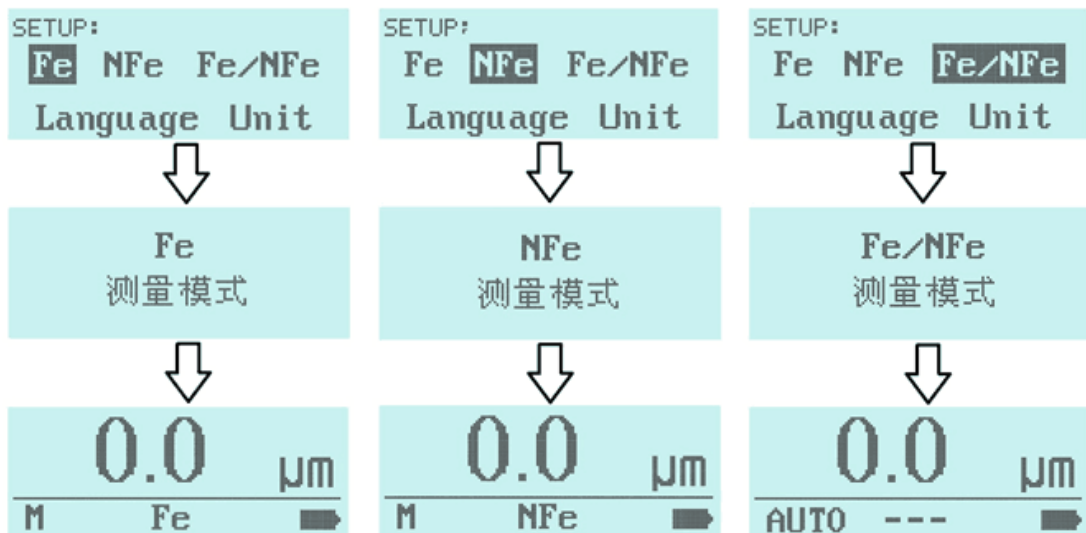 SETUP:
Fe NFe Fe/NFe
Language Unit
Fe
测量模式
0.0 μm
M Fe
SETUP:
Fe NFe Fe/NFe
Language Unit
NFe
测量模式
0.0 μm
M NFe
SETUP:
Fe NFe Fe/NFe
Language Unit
Fe/NFe
测量模式
0.0 μm
AUTO ---